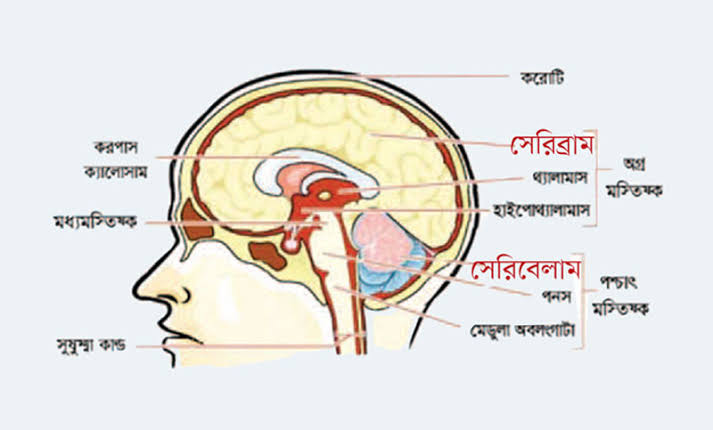 করোটি
সেরিব্রাম
করপাস
ক্যালোসাম
থ্যালামাস
অগ্র
মস্তিষ্ক
হাইপোথ্যালামাস
মধ্যমস্তিষ্ক
সেরিবেলাম
পনস
পশ্চাৎ
মস্তিষ্ক
মেডুলা অবলংগাটা
সুষুম্মা কান্ড